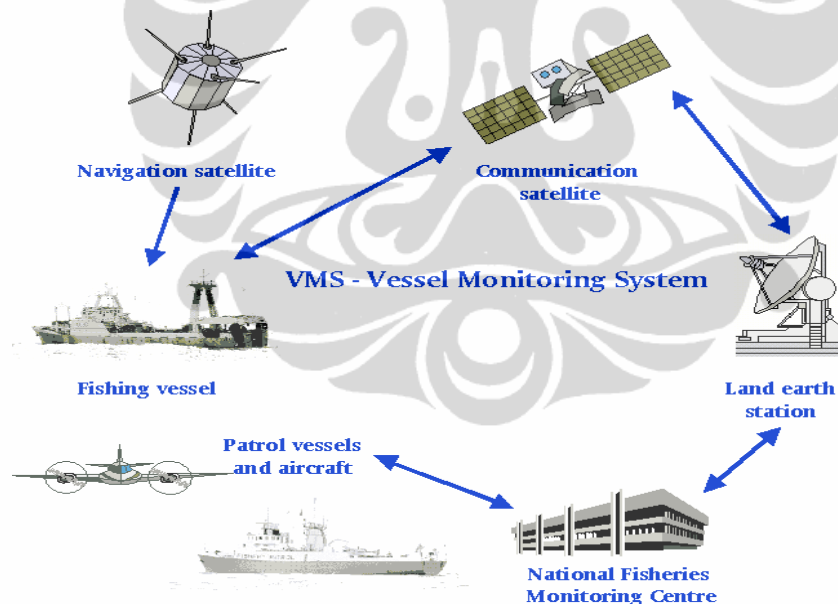 Navigation satellite
Communication
satellite
VMS - Vessel Monitoring System
Fishing vessel
Land earth
station
Patrol vessels
and aircraft
National Fisheries
Monitoring Centre